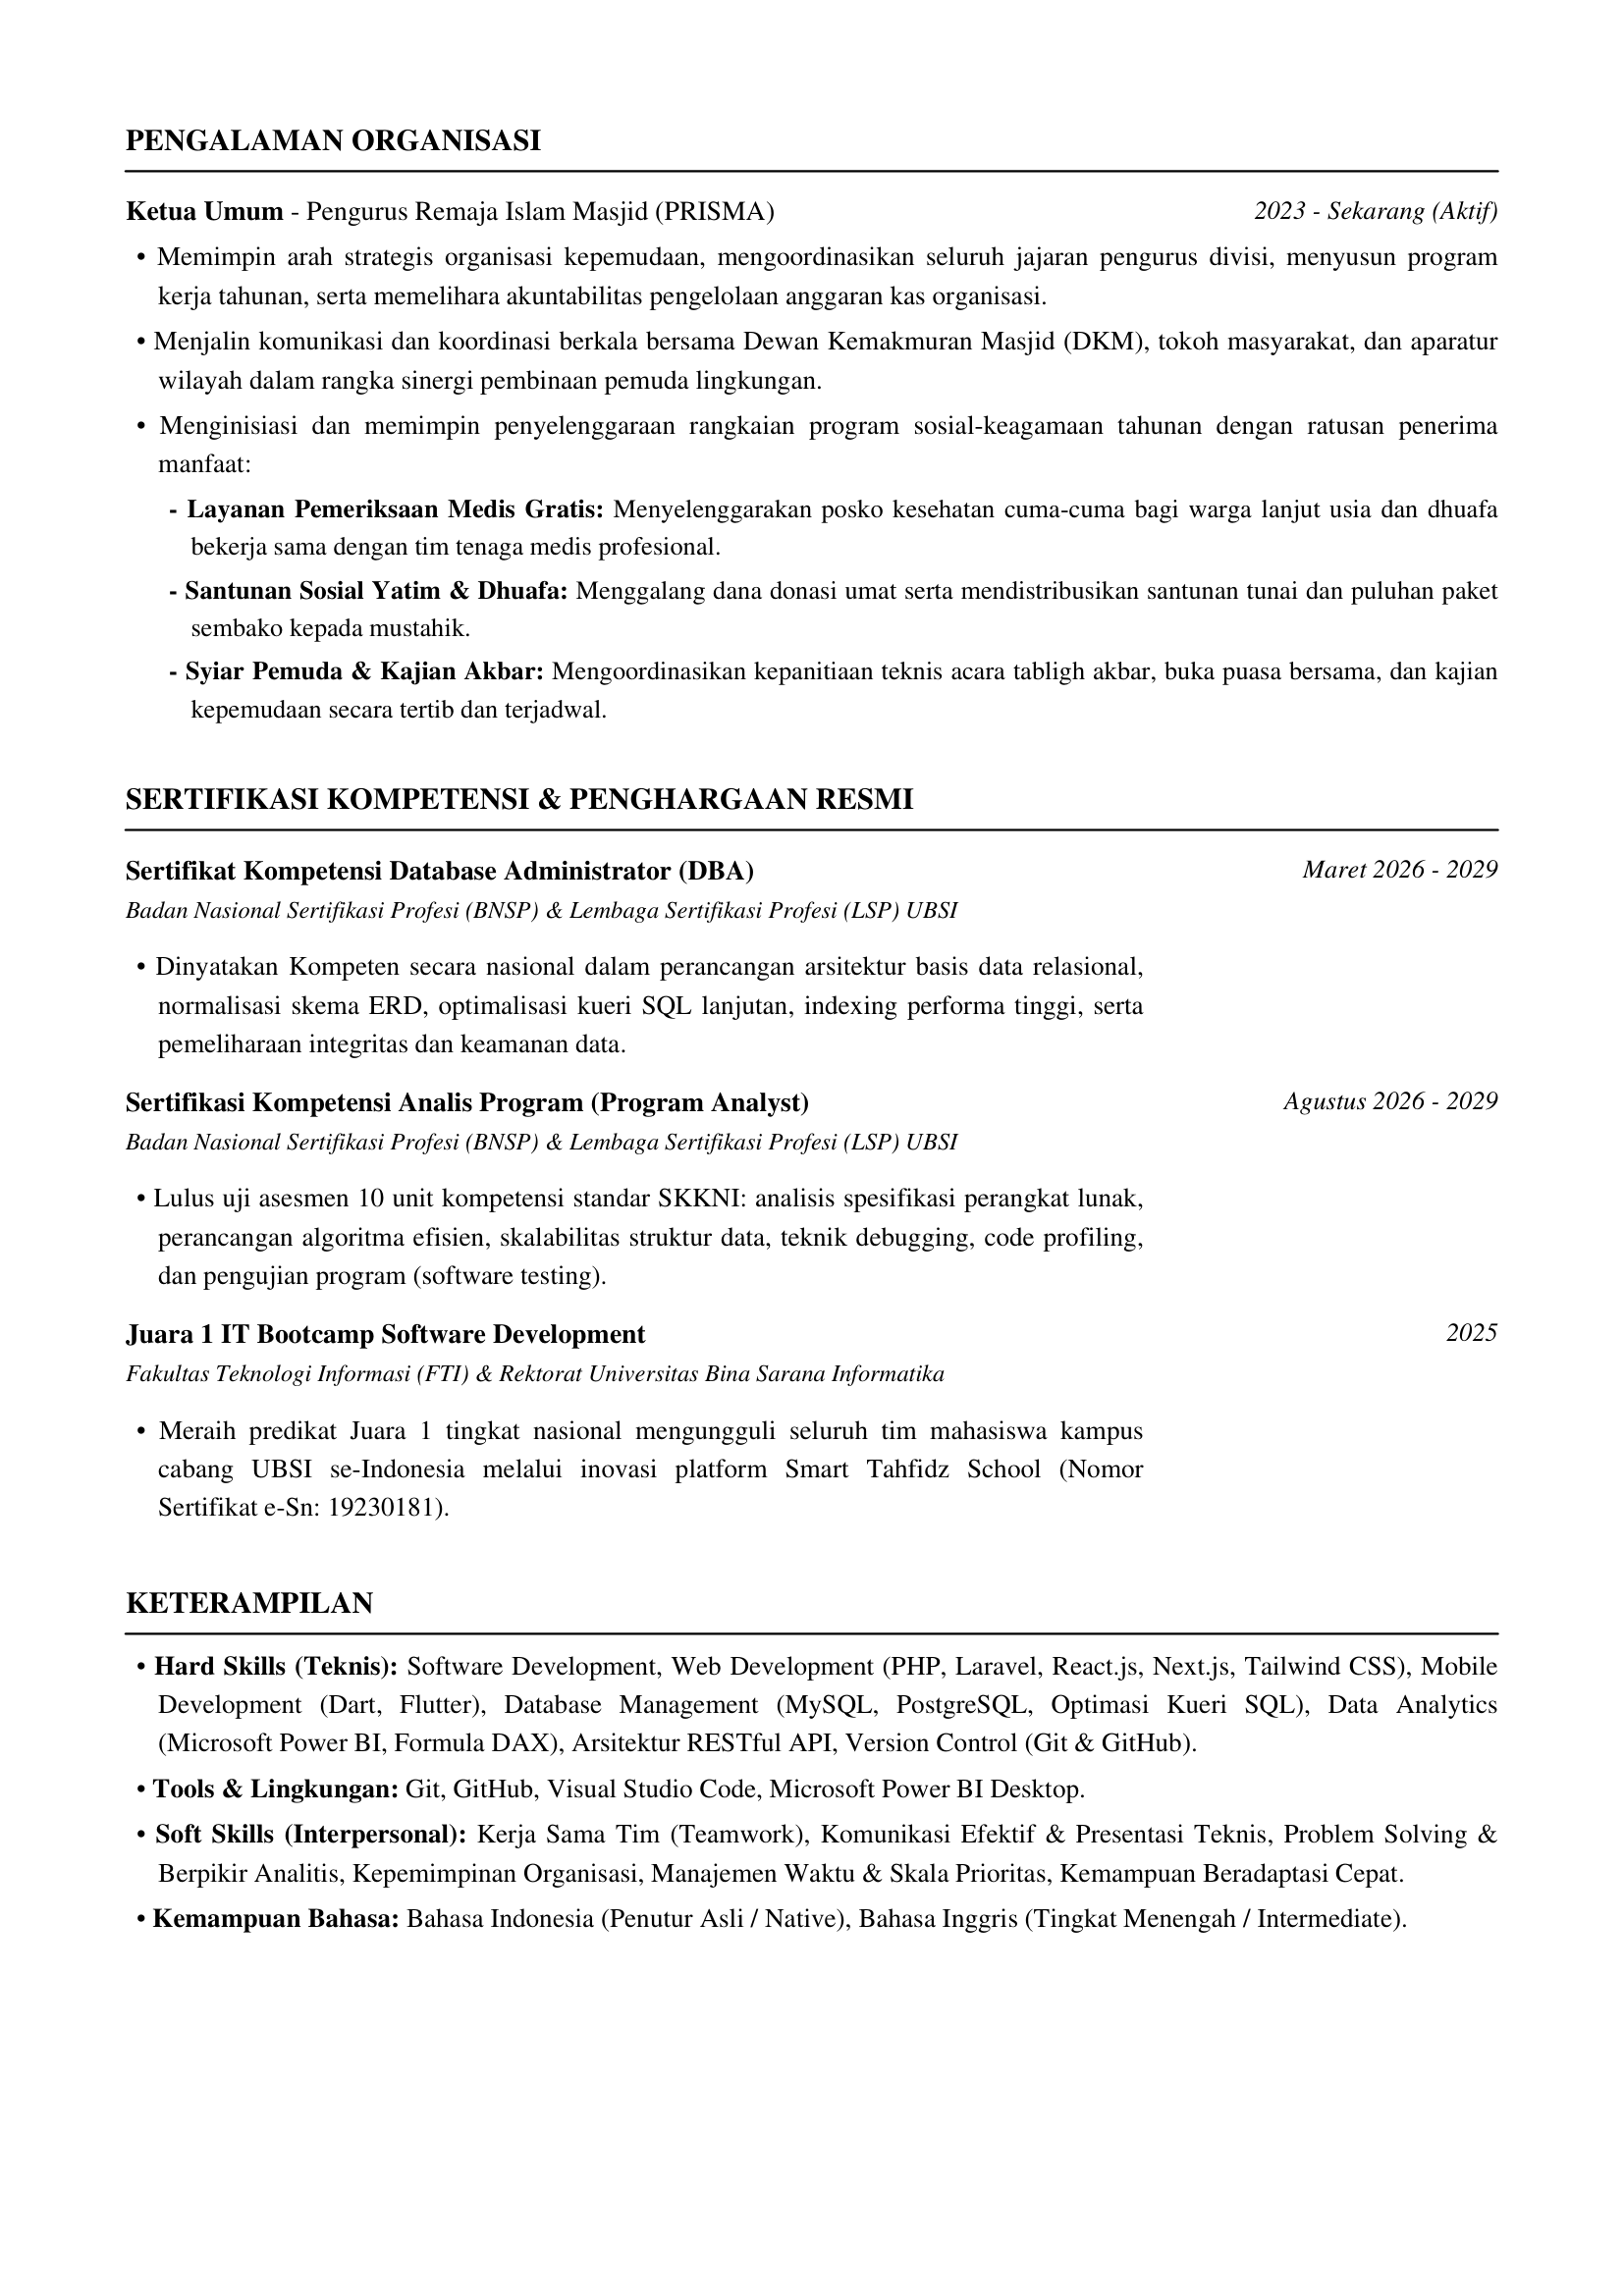 PENGALAMAN ORGANISASI
Ketua Umum - Pengurus Remaja Islam Masjid (PRISMA) 2023 - Sekarang (Aktif)
• Memimpin arah strategis organisasi kepemudaan, mengoordinasikan seluruh jajaran pengurus divisi, menyusun program
kerja tahunan, serta memelihara akuntabilitas pengelolaan anggaran kas organisasi.
• Menjalin komunikasi dan koordinasi berkala bersama Dewan Kemakmuran Masjid (DKM), tokoh masyarakat, dan aparatur
wilayah dalam rangka sinergi pembinaan pemuda lingkungan.
• Menginisiasi dan memimpin penyelenggaraan rangkaian program sosial-keagamaan tahunan dengan ratusan penerima
manfaat:
- Layanan Pemeriksaan Medis Gratis: Menyelenggarakan posko kesehatan cuma-cuma bagi warga lanjut usia dan dhuafa
bekerja sama dengan tim tenaga medis profesional.
- Santunan Sosial Yatim & Dhuafa: Menggalang dana donasi umat serta mendistribusikan santunan tunai dan puluhan paket
sembako kepada mustahik.
- Syiar Pemuda & Kajian Akbar: Mengoordinasikan kepanitiaan teknis acara tabligh akbar, buka puasa bersama, dan kajian
kepemudaan secara tertib dan terjadwal.
SERTIFIKASI KOMPETENSI & PENGHARGAAN RESMI
Sertifikat Kompetensi Database Administrator (DBA) Maret 2026 - 2029
Badan Nasional Sertifikasi Profesi (BNSP) & Lembaga Sertifikasi Profesi (LSP) UBSI
• Dinyatakan Kompeten secara nasional dalam perancangan arsitektur basis data relasional,
normalisasi skema ERD, optimalisasi kueri SQL lanjutan, indexing performa tinggi, serta
pemeliharaan integritas dan keamanan data.
Sertifikasi Kompetensi Analis Program (Program Analyst) Agustus 2026 - 2029
Badan Nasional Sertifikasi Profesi (BNSP) & Lembaga Sertifikasi Profesi (LSP) UBSI
• Lulus uji asesmen 10 unit kompetensi standar SKKNI: analisis spesifikasi perangkat lunak,
perancangan algoritma efisien, skalabilitas struktur data, teknik debugging, code profiling,
dan pengujian program (software testing).
Juara 1 IT Bootcamp Software Development 2025
Fakultas Teknologi Informasi (FTI) & Rektorat Universitas Bina Sarana Informatika
• Meraih predikat Juara 1 tingkat nasional mengungguli seluruh tim mahasiswa kampus
cabang UBSI se-Indonesia melalui inovasi platform Smart Tahfidz School (Nomor
Sertifikat e-Sn: 19230181).
KETERAMPILAN
• Hard Skills (Teknis): Software Development, Web Development (PHP, Laravel, React.js, Next.js, Tailwind CSS), Mobile
Development (Dart, Flutter), Database Management (MySQL, PostgreSQL, Optimasi Kueri SQL), Data Analytics
(Microsoft Power BI, Formula DAX), Arsitektur RESTful API, Version Control (Git & GitHub).
• Tools & Lingkungan: Git, GitHub, Visual Studio Code, Microsoft Power BI Desktop.
• Soft Skills (Interpersonal): Kerja Sama Tim (Teamwork), Komunikasi Efektif & Presentasi Teknis, Problem Solving &
Berpikir Analitis, Kepemimpinan Organisasi, Manajemen Waktu & Skala Prioritas, Kemampuan Beradaptasi Cepat.
• Kemampuan Bahasa: Bahasa Indonesia (Penutur Asli / Native), Bahasa Inggris (Tingkat Menengah / Intermediate).